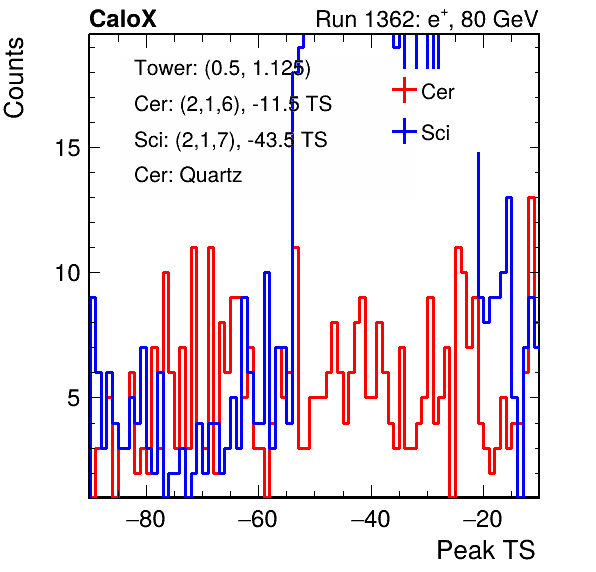 CaloX Run 1362: e⁺, 80 GeV
Counts
Tower: (0.5, 1.125)
Cer: (2,1,6), -11.5 TS
Sci: (2,1,7), -43.5 TS
Cer: Quartz
Cer
Sci
15
10
5
−80 −60 −40 −20
Peak TS